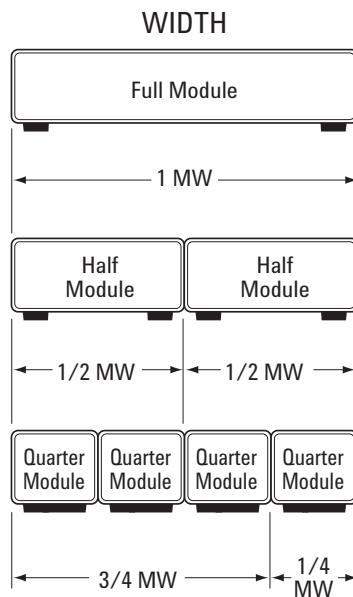 WIDTH
Full Module
1 MW
Half Half
Module Module
1/2 MW 1/2 MW
Quarter Quarter Quarter Quarter
Module Module Module Module
3/4 MW 1/4
MW